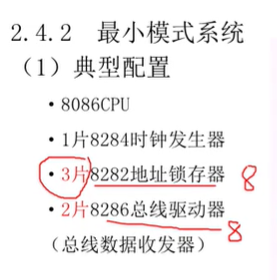 2.4.2 最小模式系统
（1）典型配置
·8086CPU
·1片8284时钟发生器
·3片8282地址锁存器 8
·2片8286总线驱动器 8
（总线数据收发器）